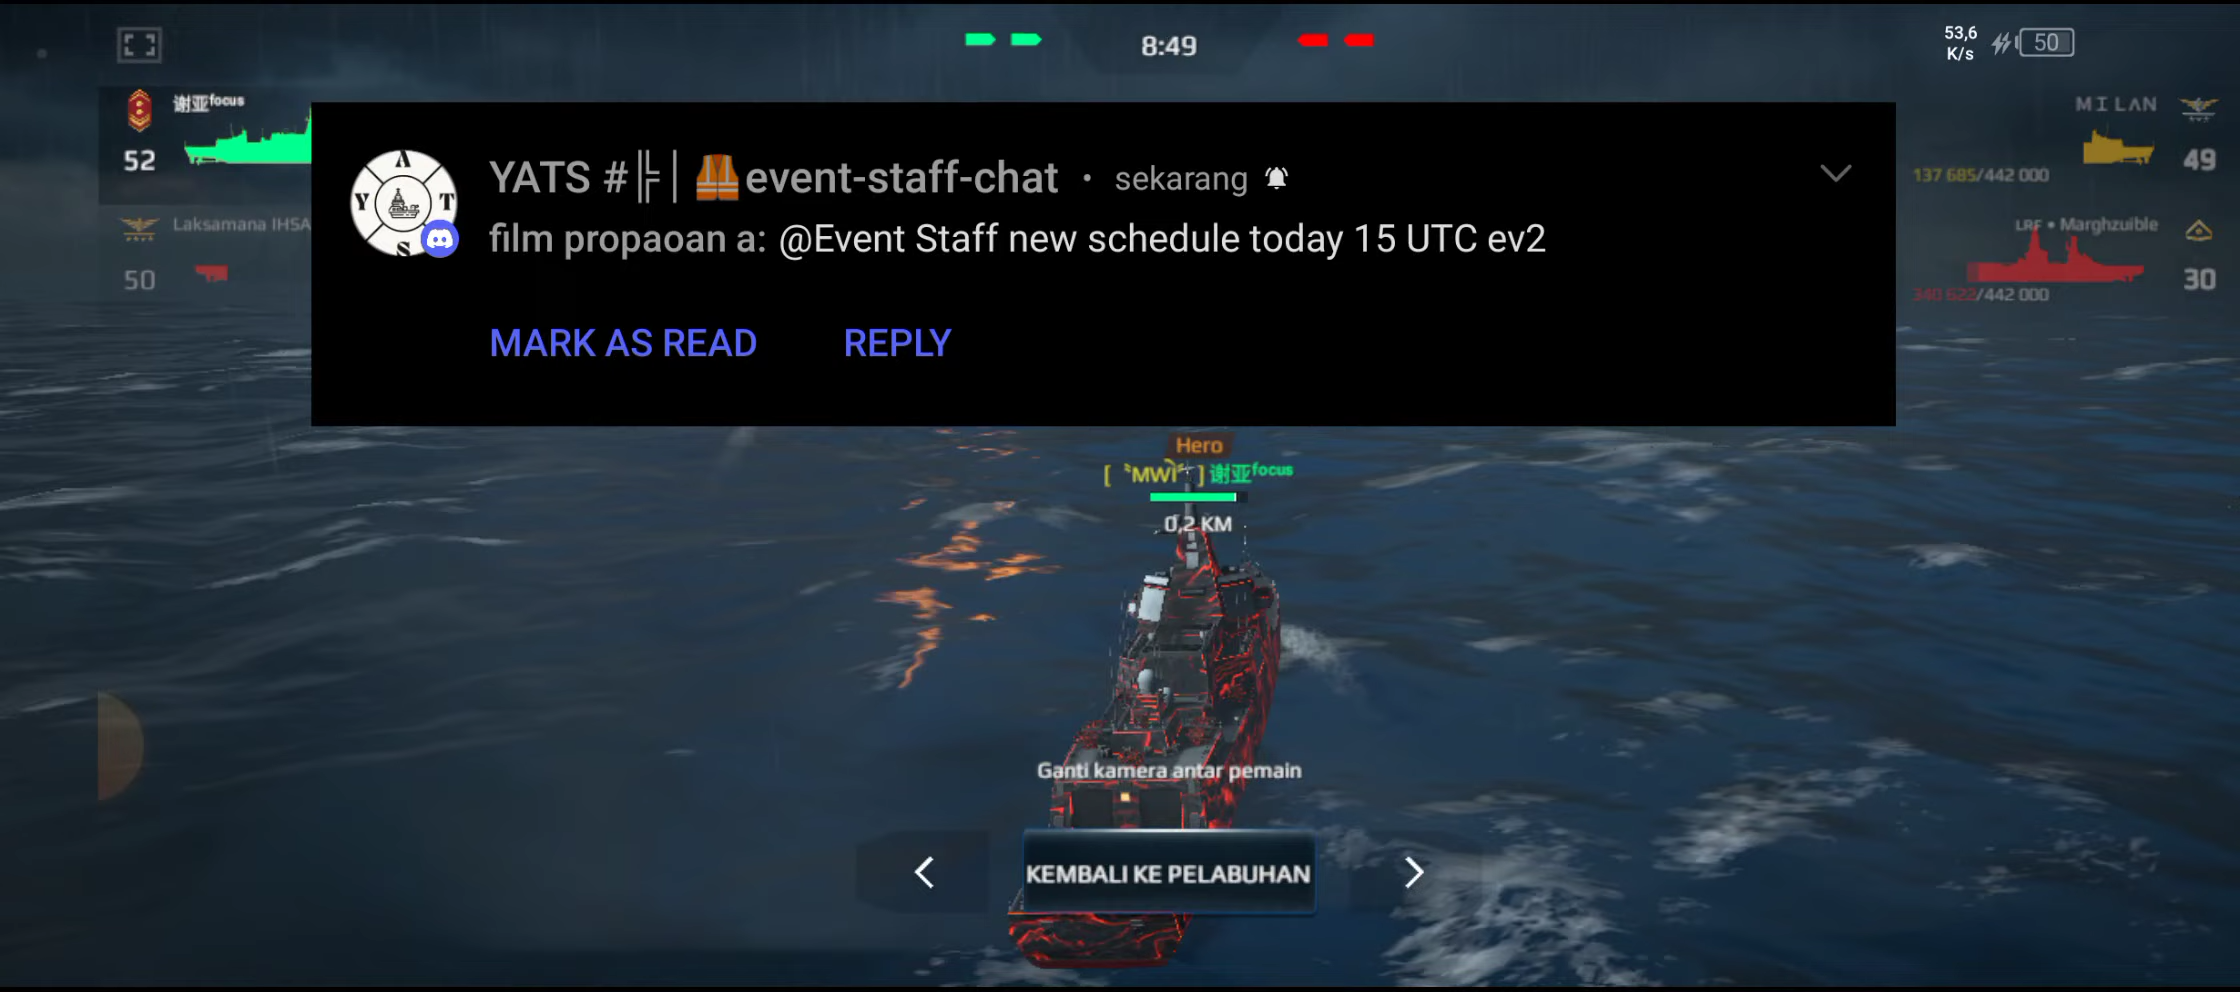 8:49
53,6
K/s
50
谢亚focus
52
Laksamana IHSA
50
MILAN
49
137 685/442 000
LRF • Marghzuible
30
340 622/442 000
A
Y T
S
YATS #╠│ 🦺event-staff-chat • sekarang
film propaoan a: @Event Staff new schedule today 15 UTC ev2
MARK AS READ REPLY
Hero
[ MWI ] 谢亚focus
0,2 KM
Ganti kamera antar pemain
KEMBALI KE PELABUHAN